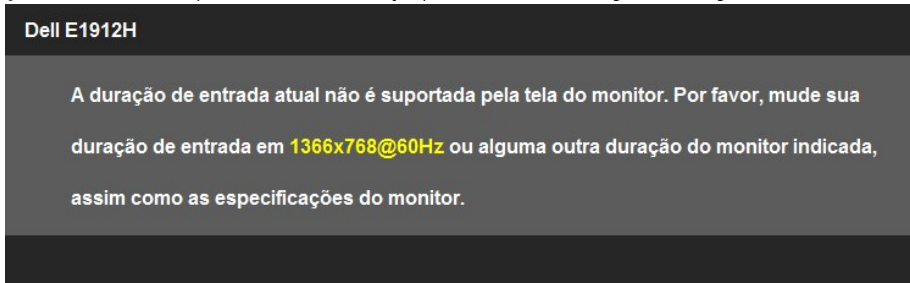 Dell E1912H
A duração de entrada atual não é suportada pela tela do monitor. Por favor, mude sua
duração de entrada em 1366x768@60Hz ou alguma outra duração do monitor indicada,
assim como as especificações do monitor.